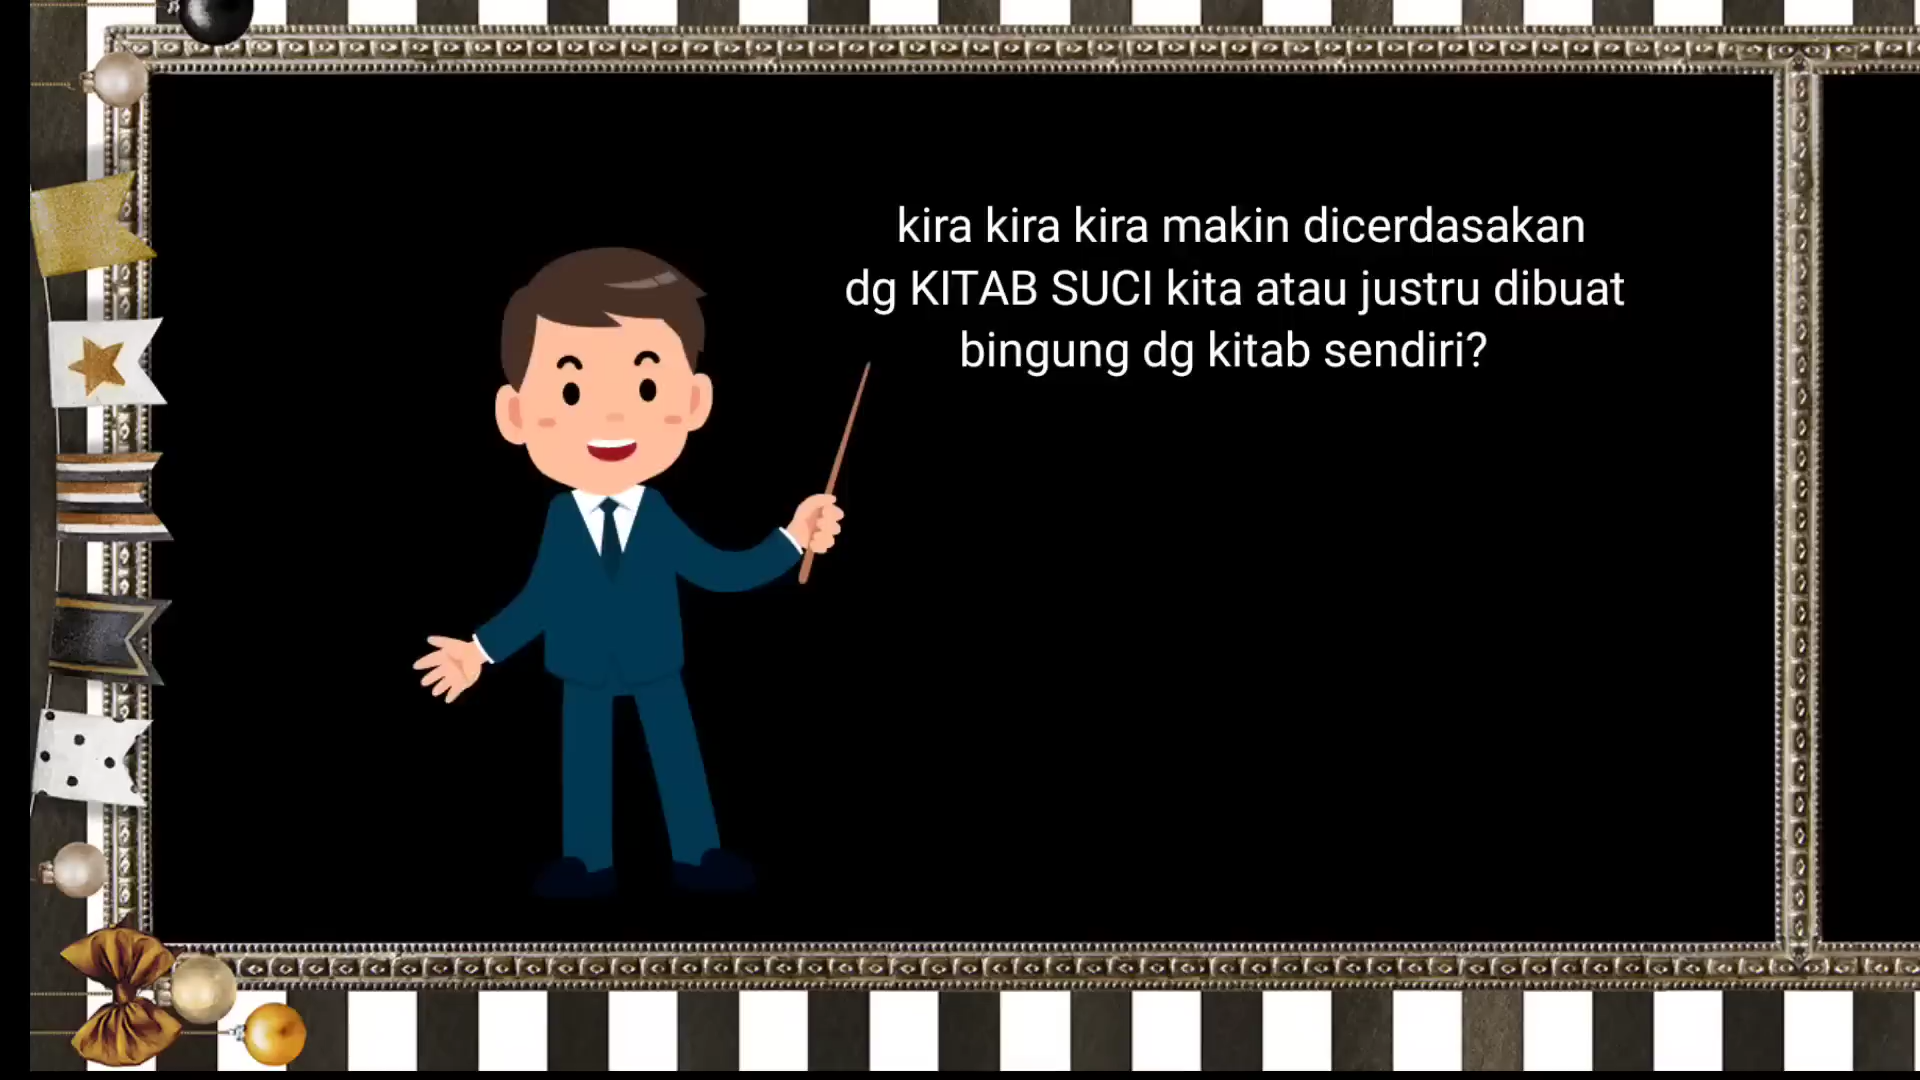 kira kira kira makin dicerdasakan
dg KITAB SUCI kita atau justru dibuat
bingung dg kitab sendiri?